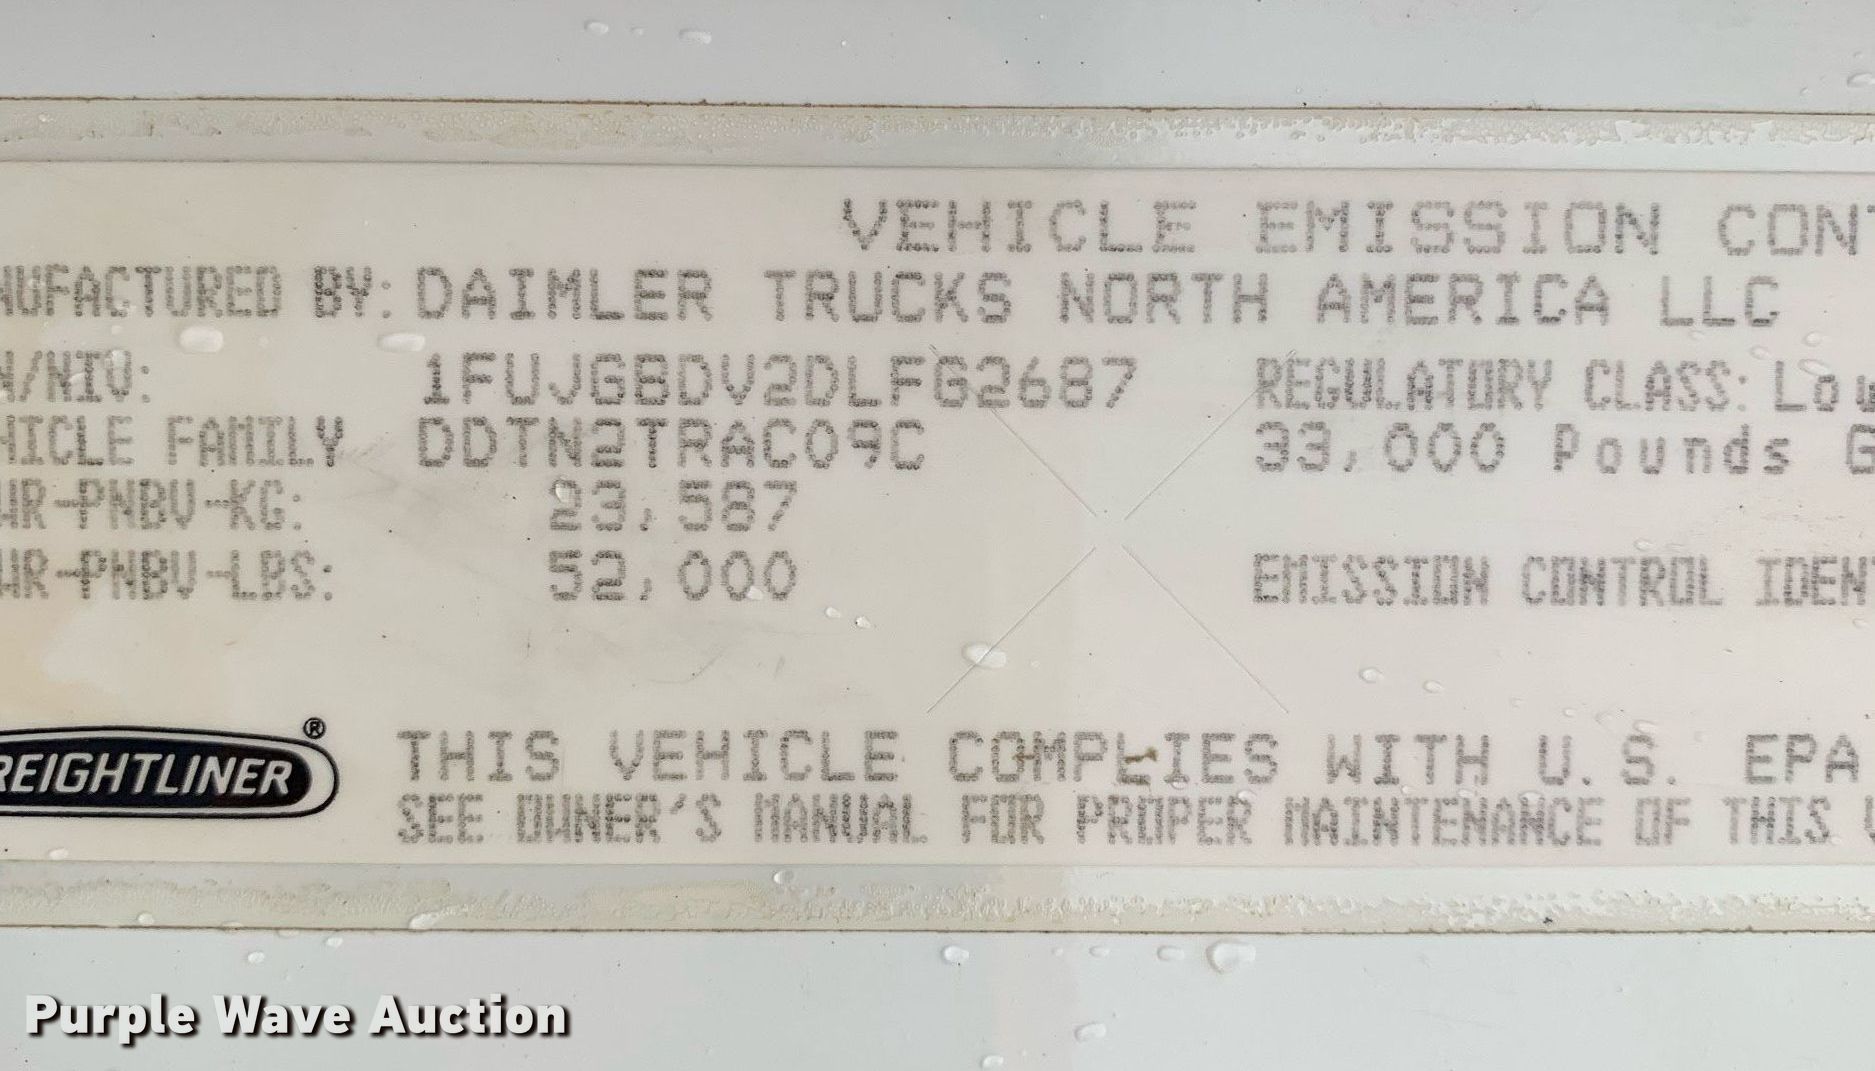 VEHICLE EMISSION CONT
NUFACTURED BY: DAIMLER TRUCKS NORTH AMERICA LLC
N/NIV: 1FUJGBDV2DLFG2687 REGULATORY CLASS: Low
HICLE FAMILY DDTN2TRAC09C 33,000 Pounds G
WR-PNBV-KG: 23,587
WR-PNBV-LBS: 52,000 EMISSION CONTROL IDENT
REIGHTLINER®
THIS VEHICLE COMPLIES WITH U.S. EPA
SEE OWNER'S MANUAL FOR PROPER MAINTENANCE OF THIS V
Purple Wave Auction